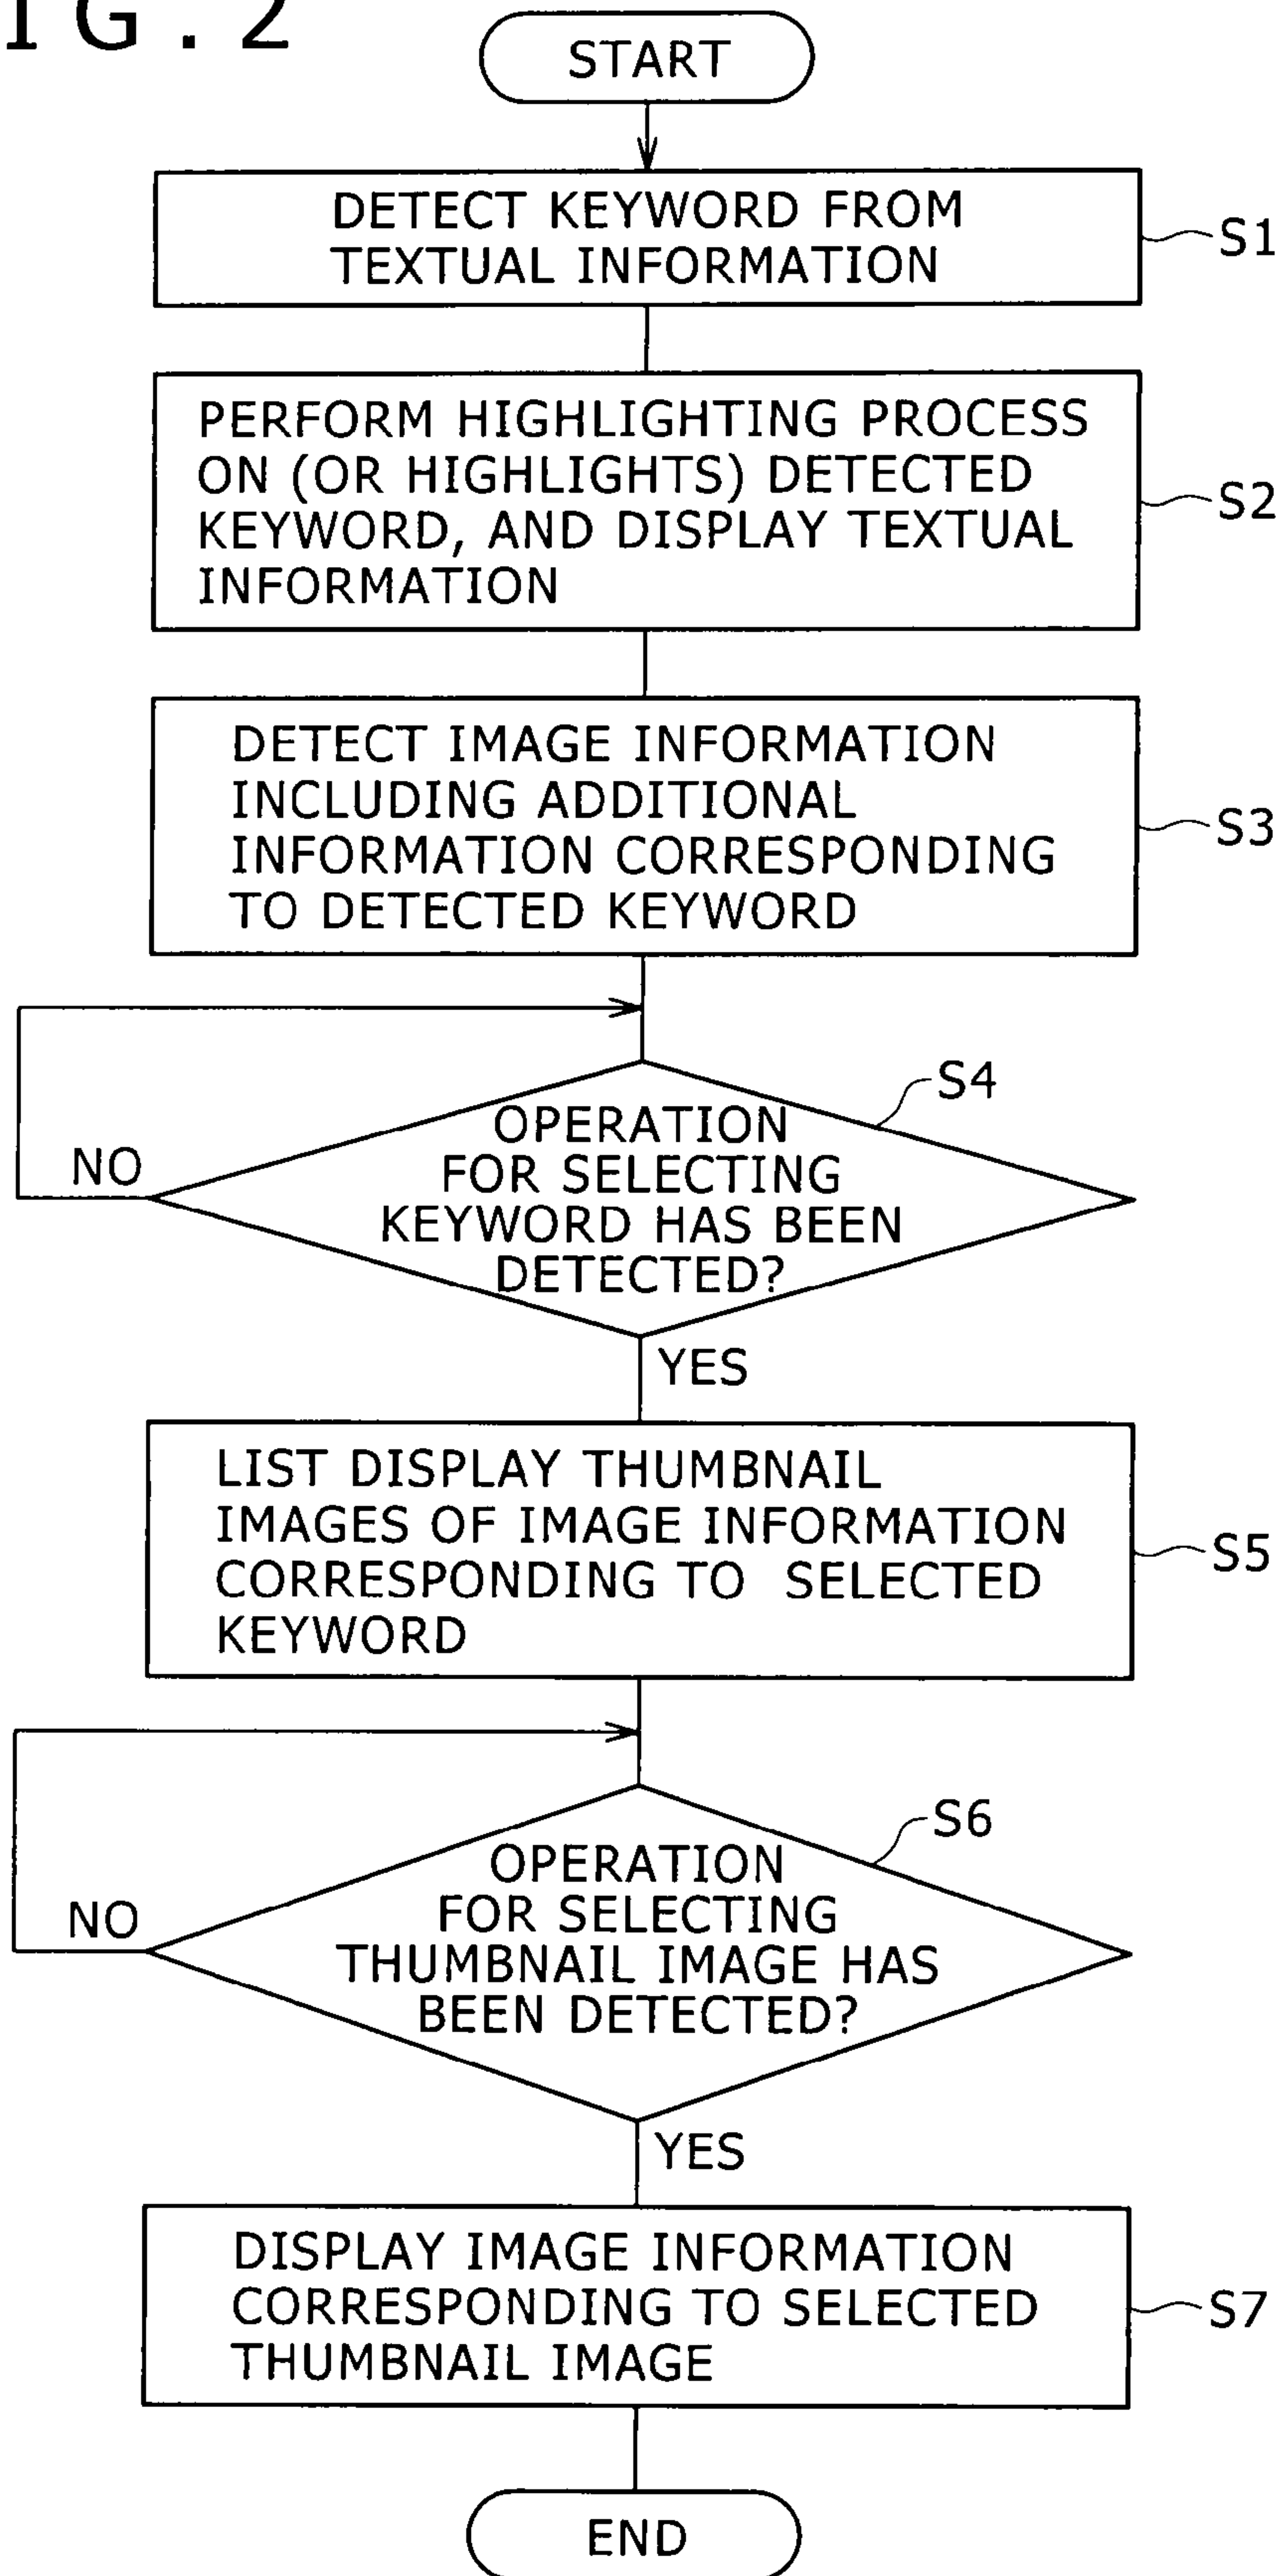 IG.2
START
DETECT KEYWORD FROM
TEXTUAL INFORMATION
S1
PERFORM HIGHLIGHTING PROCESS
ON (OR HIGHLIGHTS) DETECTED
KEYWORD, AND DISPLAY TEXTUAL
INFORMATION
S2
DETECT IMAGE INFORMATION
INCLUDING ADDITIONAL
INFORMATION CORRESPONDING
TO DETECTED KEYWORD
S3
S4
OPERATION
FOR SELECTING
KEYWORD HAS BEEN
DETECTED?
NO
YES
LIST DISPLAY THUMBNAIL
IMAGES OF IMAGE INFORMATION
CORRESPONDING TO SELECTED
KEYWORD
S5
S6
OPERATION
FOR SELECTING
THUMBNAIL IMAGE HAS
BEEN DETECTED?
NO
YES
DISPLAY IMAGE INFORMATION
CORRESPONDING TO SELECTED
THUMBNAIL IMAGE
S7
END